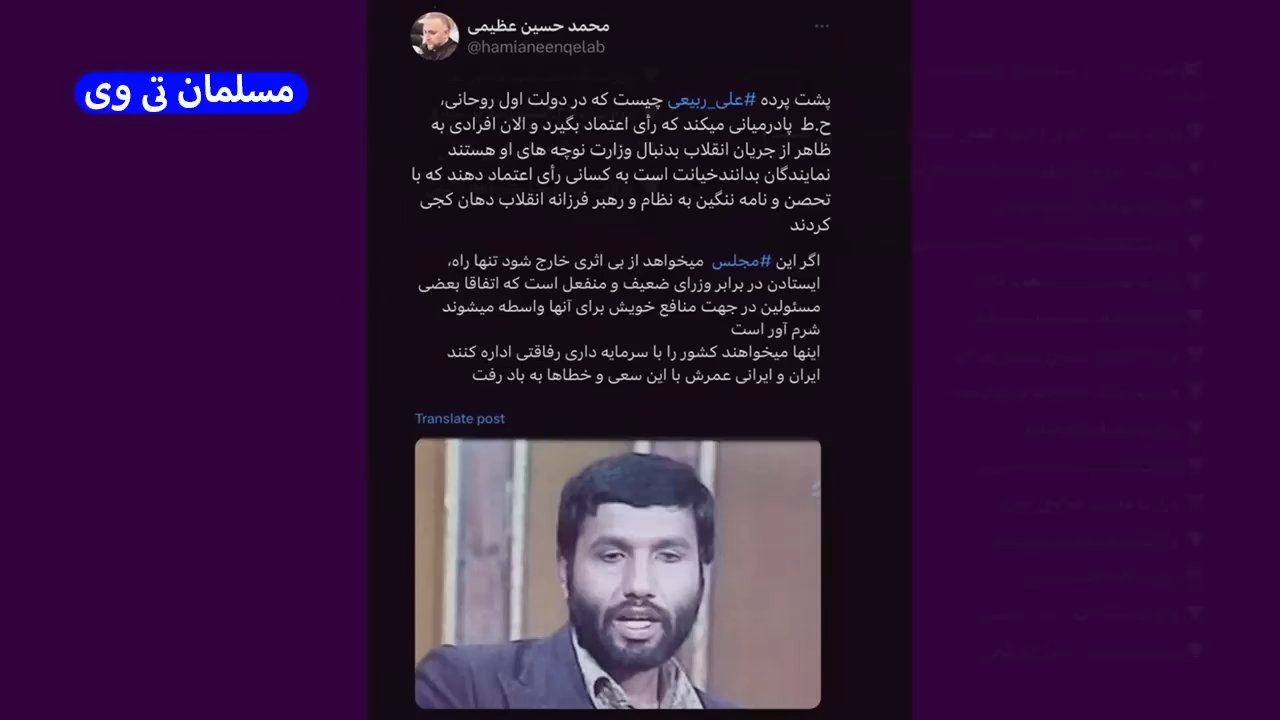 مسلمان تی وی
محمد حسین عظیمی
@hamianeenqelab
پشت پرده #علی_ربیعی چیست که در دولت اول روحانی،
ح.ط پادرمیانی میکند که رأی اعتماد بگیرد و الان افرادی به
ظاهر از جریان انقلاب بدنبال وزارت نوچه های او هستند
نمایندگان بدانندخیانت است به کسانی رأی اعتماد دهند که با
تحصن و نامه ننگین به نظام و رهبر فرزانه انقلاب دهان کجی
کردند
اگر این #مجلس میخواهد از بی اثری خارج شود تنها راه،
ایستادن در برابر وزرای ضعیف و منفعل است که اتفاقا بعضی
مسئولین در جهت منافع خویش برای آنها واسطه میشوند
شرم آور است
اینها میخواهند کشور را با سرمایه داری رفاقتی اداره کنند
ایران و ایرانی عمرش با این سعی و خطاها به باد رفت
Translate post